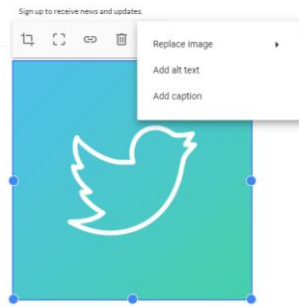 Sign up to receive news and updates.
Replace image
Add alt text
Add caption